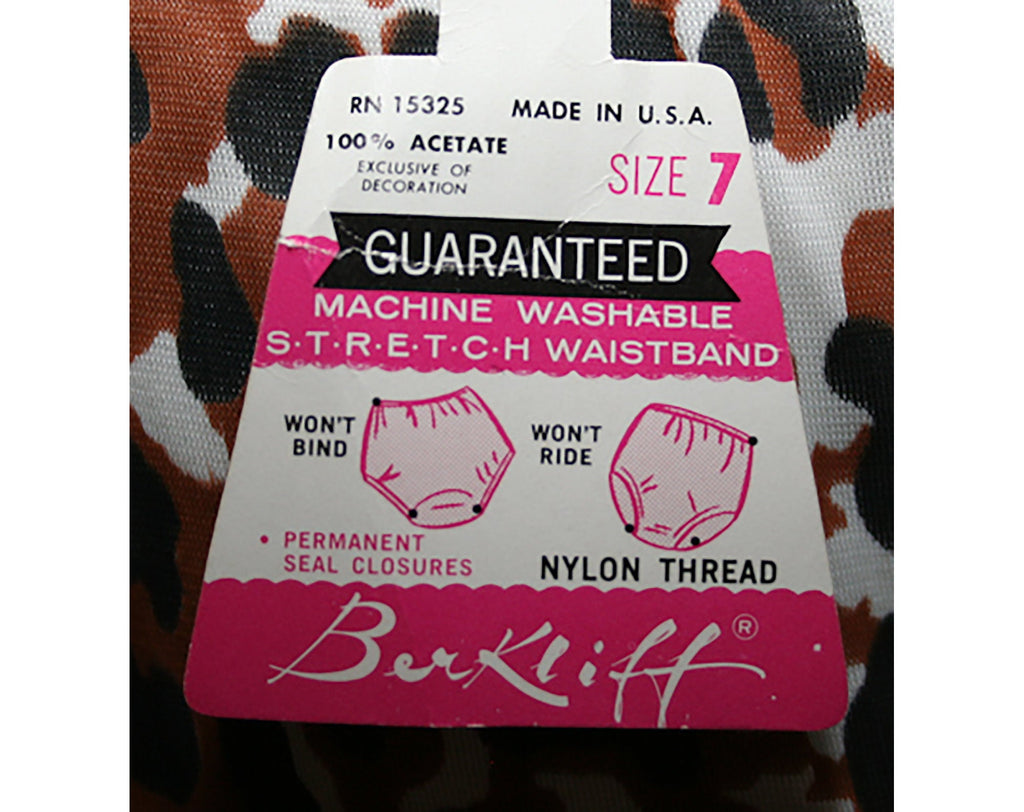 RN 15325 MADE IN U.S.A.
100% ACETATE
EXCLUSIVE OF
DECORATION
SIZE 7
GUARANTEED
MACHINE WASHABLE
S·T·R·E·T·C·H WAISTBAND
WON'T
BIND
WON'T
RIDE
• PERMANENT
SEAL CLOSURES
NYLON THREAD
BerKliff ®